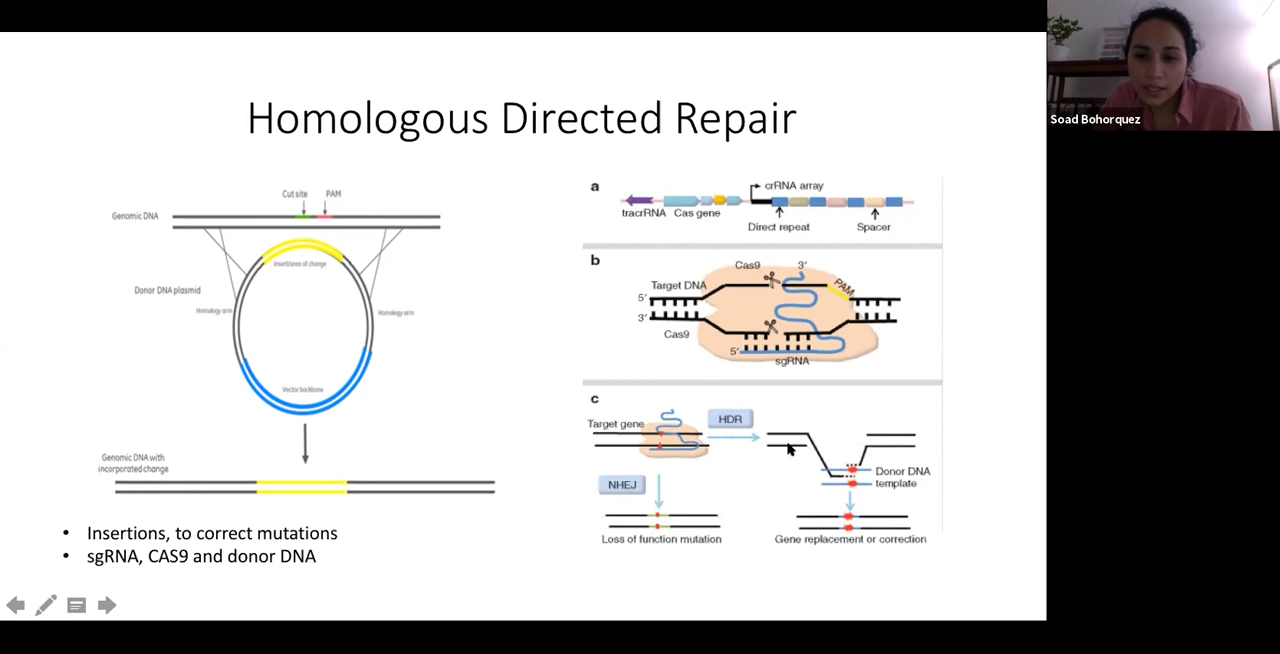 Homologous Directed Repair
Cut site
PAM
Genomic DNA
Insert/area of change
Donor DNA plasmid
Homology arm
Homology arm
Vector backbone
Genomic DNA with
incorporated change
• Insertions, to correct mutations
• sgRNA, CAS9 and donor DNA
a
crRNA array
tracrRNA
Cas gene
Direct repeat
Spacer
b
Cas9
3′
Target DNA
PAM
5′
3′
Cas9
5′
sgRNA
c
Target gene
HDR
Donor DNA
template
NHEJ
Loss of function mutation
Gene replacement or correction
Soad Bohorquez